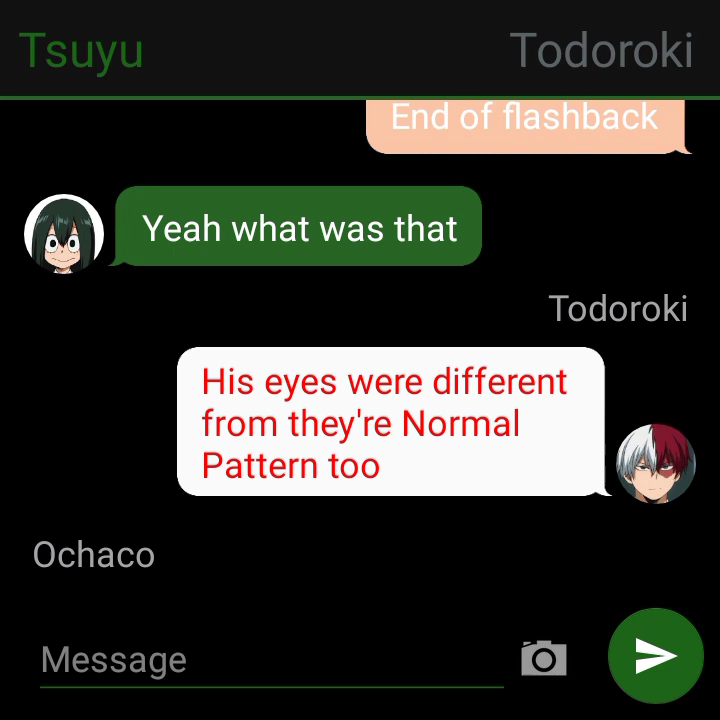 Tsuyu
Todoroki
End of flashback
Yeah what was that
Todoroki
His eyes were different
from they're Normal
Pattern too
Ochaco
Message